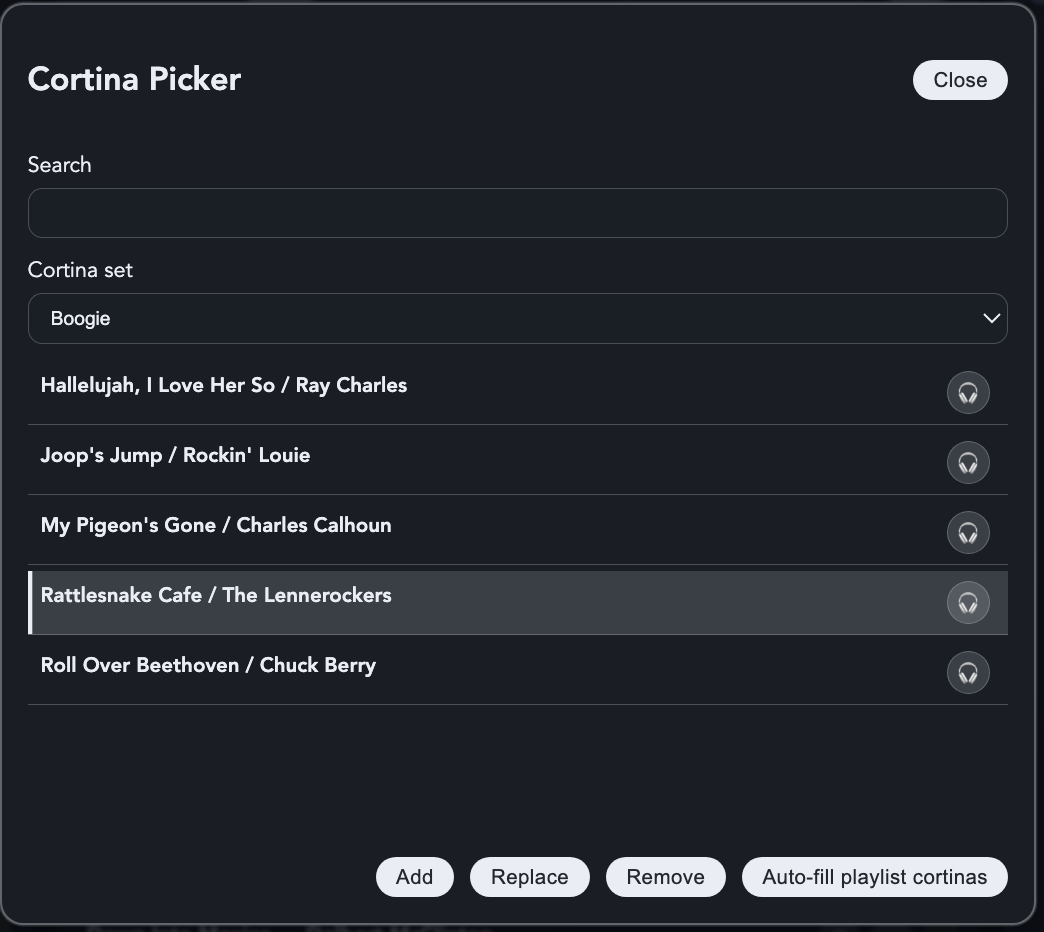 Cortina Picker
Close
Search
Cortina set
Boogie
Hallelujah, I Love Her So / Ray Charles
Joop's Jump / Rockin' Louie
My Pigeon's Gone / Charles Calhoun
Rattlesnake Cafe / The Lennerockers
Roll Over Beethoven / Chuck Berry
Add
Replace
Remove
Auto-fill playlist cortinas